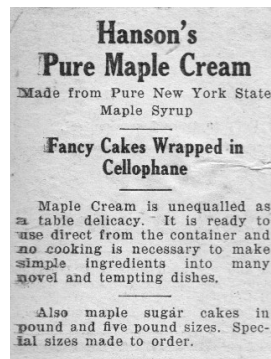 Hanson's
Pure Maple Cream
Made from Pure New York State
Maple Syrup
Fancy Cakes Wrapped in
Cellophane
Maple Cream is unequalled as
a table delicacy. It is ready to
use direct from the container and
no cooking is necessary to make
simple ingredients into many
novel and tempting dishes.
Also maple sugar cakes in
pound and five pound sizes. Spec-
ial sizes made to order.